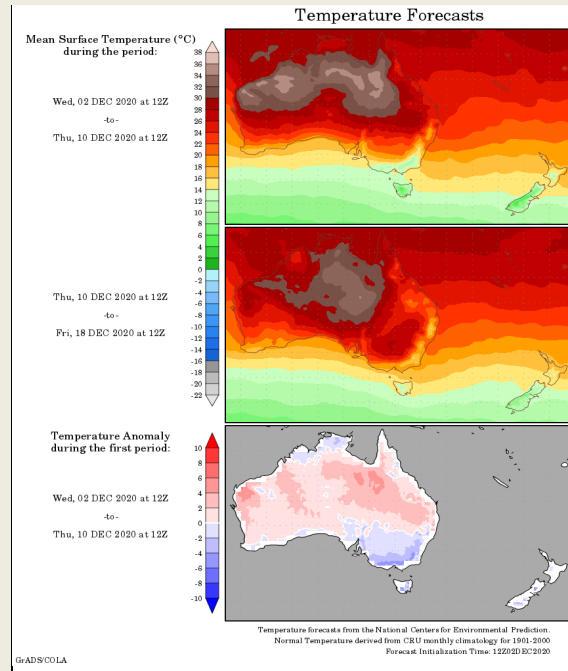 Temperature Forecasts
Mean Surface Temperature (°C)
during the period:
Wed, 02 DEC 2020 at 12Z
-to-
Thu, 10 DEC 2020 at 12Z
38
36
34
32
30
28
26
24
22
20
18
16
14
12
10
8
6
4
2
0
-2
-4
-6
-8
-10
-12
-14
-16
-18
-20
-22
Thu, 10 DEC 2020 at 12Z
-to-
Fri, 18 DEC 2020 at 12Z
Temperature Anomaly
during the first period:
Wed, 02 DEC 2020 at 12Z
-to-
Thu, 10 DEC 2020 at 12Z
10
8
6
4
2
0
-2
-4
-6
-8
-10
Temperature forecasts from the National Centers for Environmental Prediction.
Normal Temperature derived from CRU monthly climatology for 1901-2000
Forecast Initialization Time: 12Z02DEC2020
GrADS/COLA